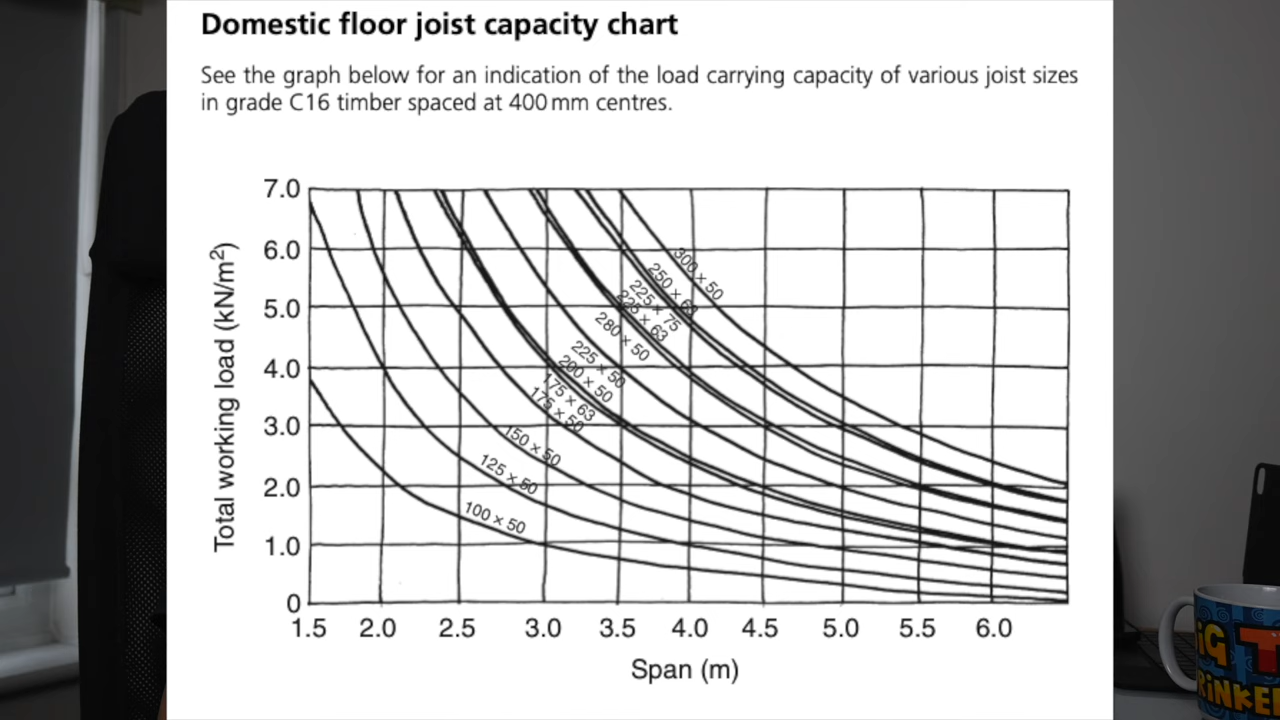 Domestic floor joist capacity chart
See the graph below for an indication of the load carrying capacity of various joist sizes
in grade C16 timber spaced at 400 mm centres.
Total working load (kN/m²)
7.0
6.0
5.0
4.0
3.0
2.0
1.0
0
300 × 50
250 × 63
225 × 75
225 × 63
280 × 50
225 × 50
200 × 50
175 × 63
175 × 50
150 × 50
125 × 50
100 × 50
1.5 2.0 2.5 3.0 3.5 4.0 4.5 5.0 5.5 6.0
Span (m)
iG T
RiNKE